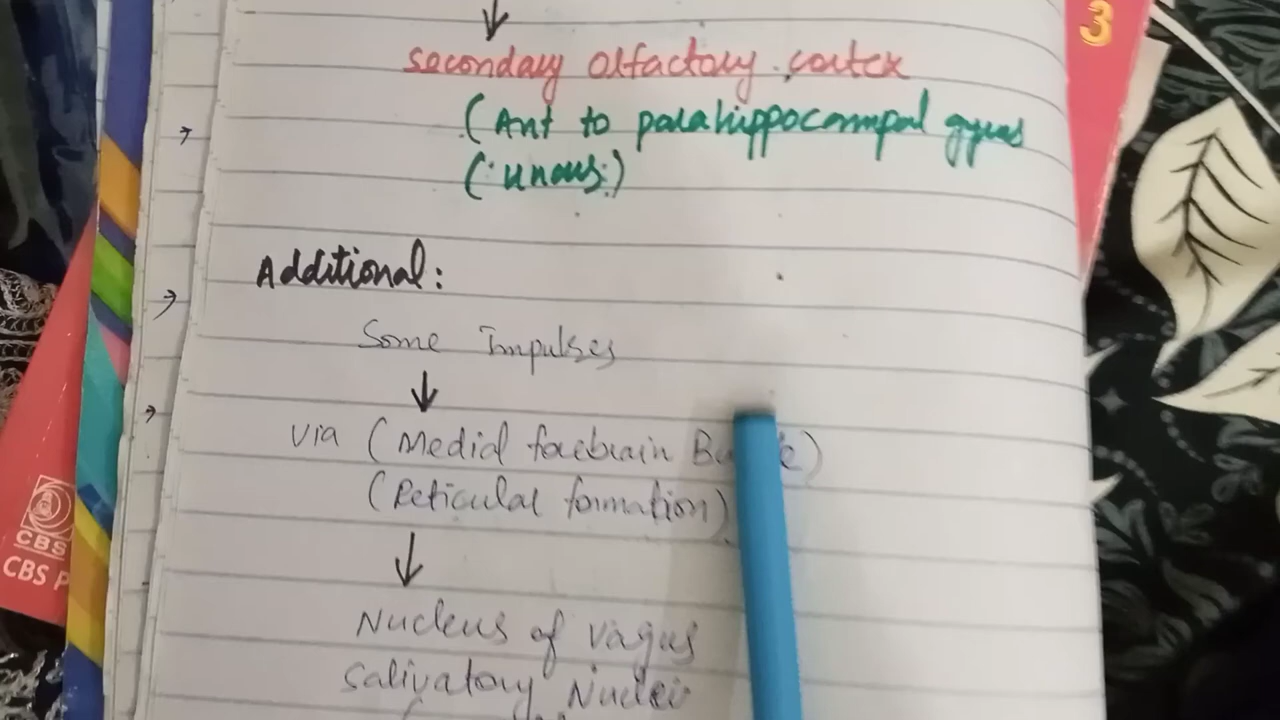 3
secondary olfactory cortex
(Ant to parahippocampal gyrus
(uncus)
Additional:
Some Impulses
via (Medial forebrain
(Reticular formation)
Nucleus of vagus
Salivatory Nuclei
CBS
CBS P